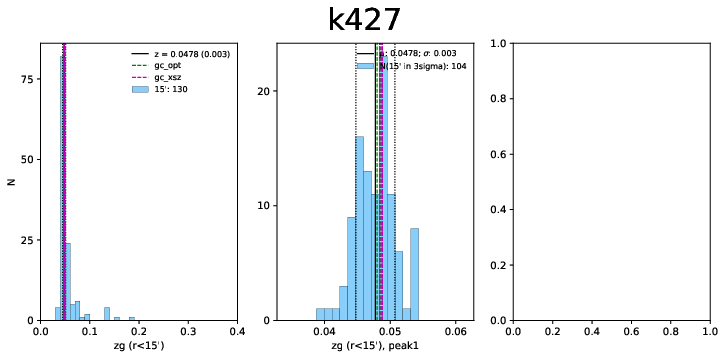 k427
z = 0.0478 (0.003)
gc_opt
gc_xsz
15': 130
N
75
50
25
0
0.0 0.1 0.2 0.3 0.4
zg (r<15')
: 0.0478; σ: 0.003
N(15' in 3sigma): 104
20
10
0
0.04 0.05 0.06
zg (r<15'), peak1
1.0
0.8
0.6
0.4
0.2
0.0
0.0 0.2 0.4 0.6 0.8 1.0